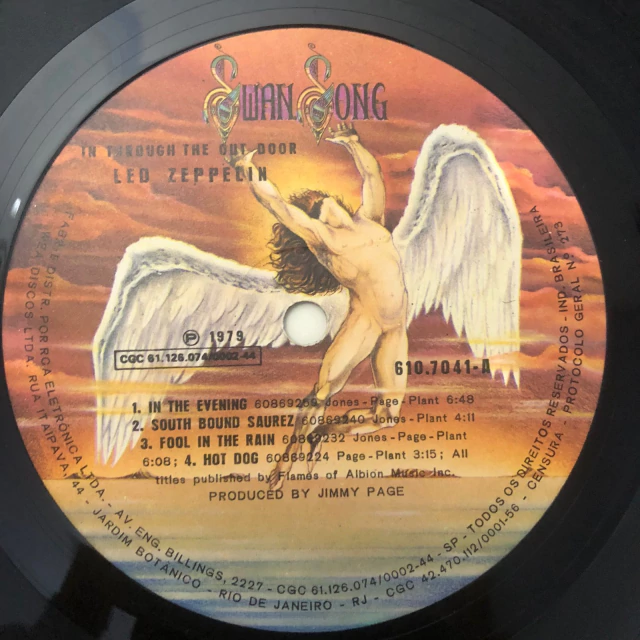 SWAN SONG
IN THROUGH THE OUT DOOR
LED ZEPPELIN
Ⓟ 1979
CGC 61.126.074/0002-44
610.7041-A
1. IN THE EVENING 60869259 Jones-Page-Plant 6:48
2. SOUTH BOUND SAUREZ 60869240 Jones-Plant 4:11
3. FOOL IN THE RAIN 60869232 Jones-Page-Plant
6:08; 4. HOT DOG 60869224 Page-Plant 3:15; All
titles published by Flames of Albion Music Inc.
PRODUCED BY JIMMY PAGE
DISTR. POR RCA ELETRÔNICA LTDA. - AV. ENG. BILLINGS, 2227 - CGC 61.126.074/0002-44 - SP - TODOS OS DIREITOS RESERVADOS - IND. BRASILEIRA
DISCOS LTDA. RUA ITAIPAVA, 44 - JARDIM BOTÂNICO - RIO DE JANEIRO - RJ - CGC 42.470.112/0001-56 - CENSURA - PROTOCOLO GERAL Nº 279